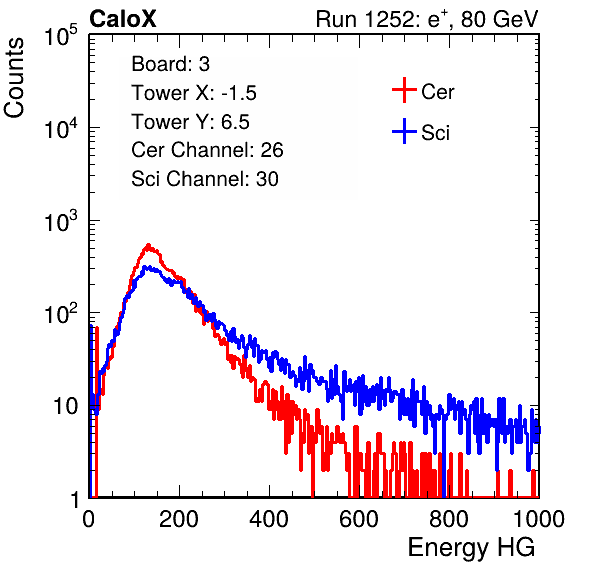 CaloX Run 1252: e⁺, 80 GeV
Counts
Board: 3
Tower X: -1.5
Tower Y: 6.5
Cer Channel: 26
Sci Channel: 30
Cer
Sci
10⁵
10⁴
10³
10²
10
1
0 200 400 600 800 1000
Energy HG